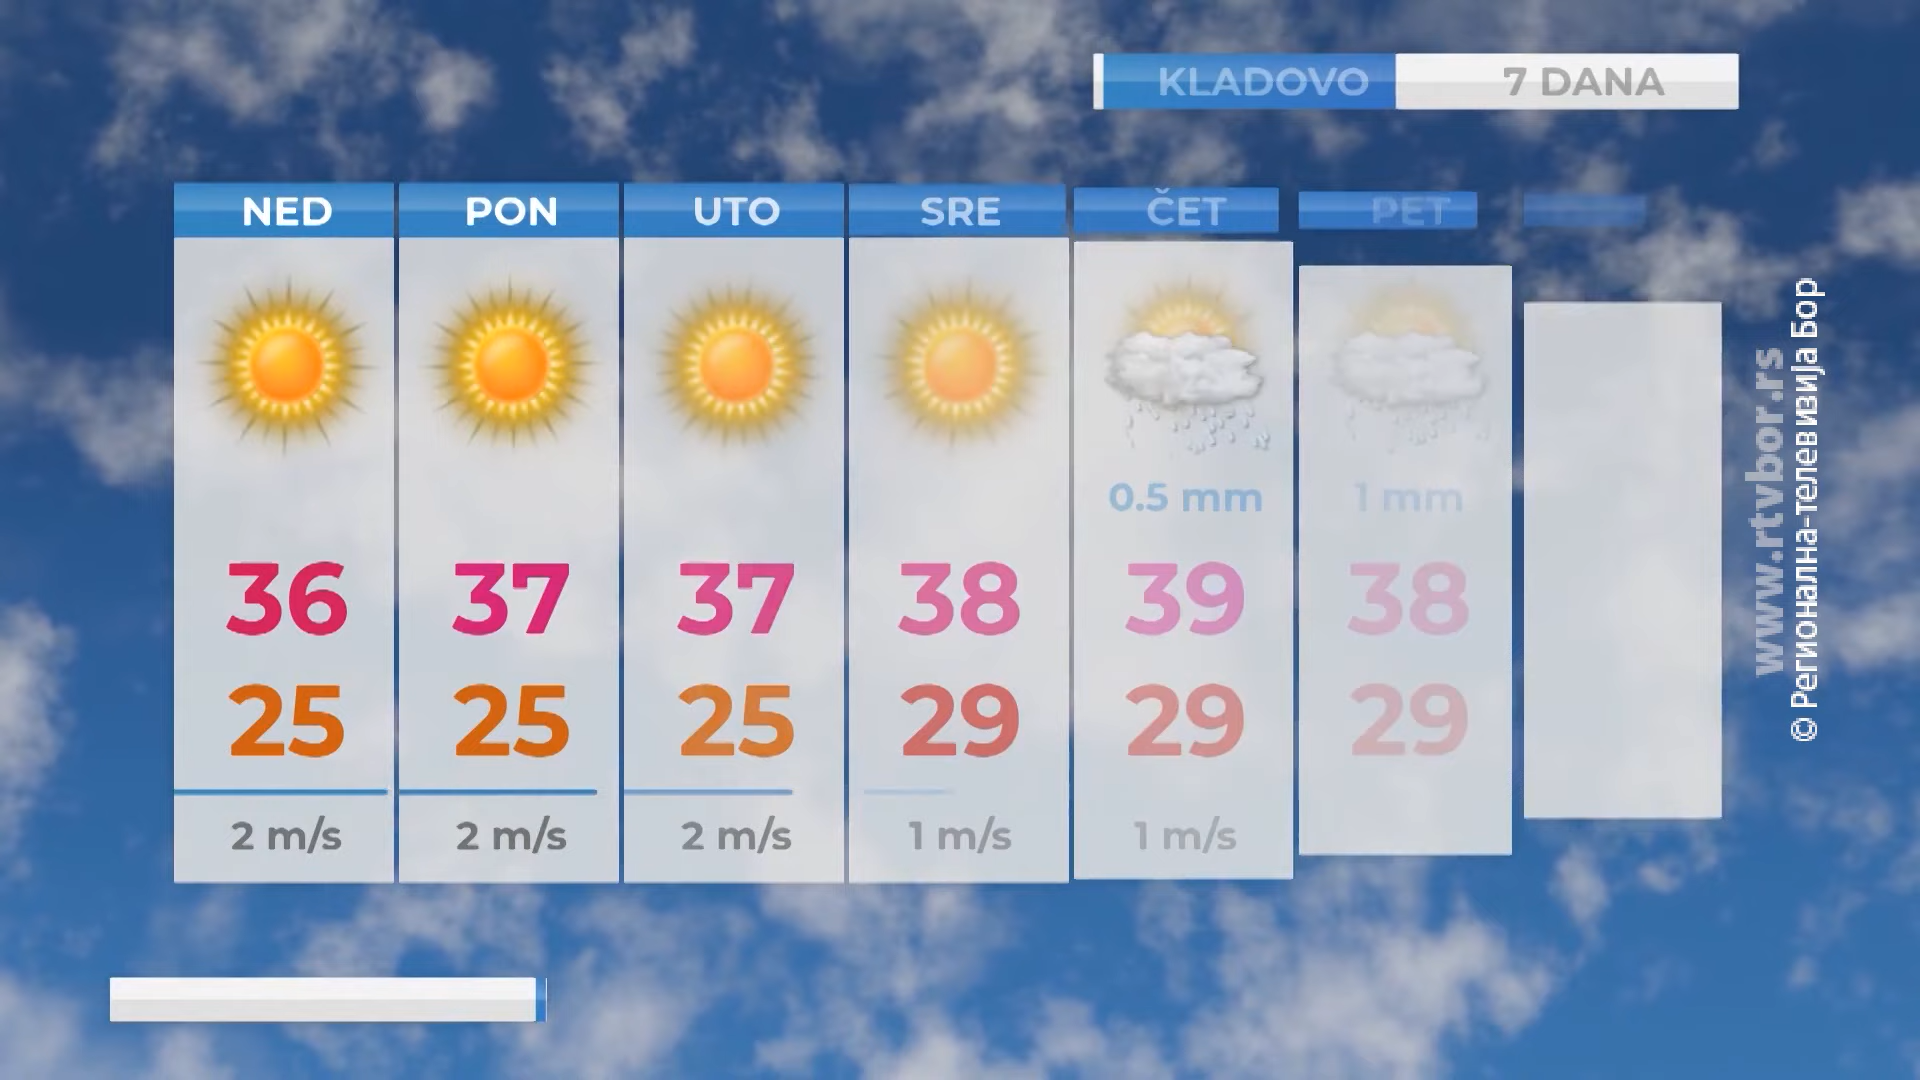 KLADOVO 7 DANA
NED PON UTO SRE ČET PET
0.5 mm 1 mm
36 37 37 38 39 38
25 25 25 29 29 29
2 m/s 2 m/s 2 m/s 1 m/s 1 m/s
www.rtvbor.rs
© Регионална-телевизија Бор